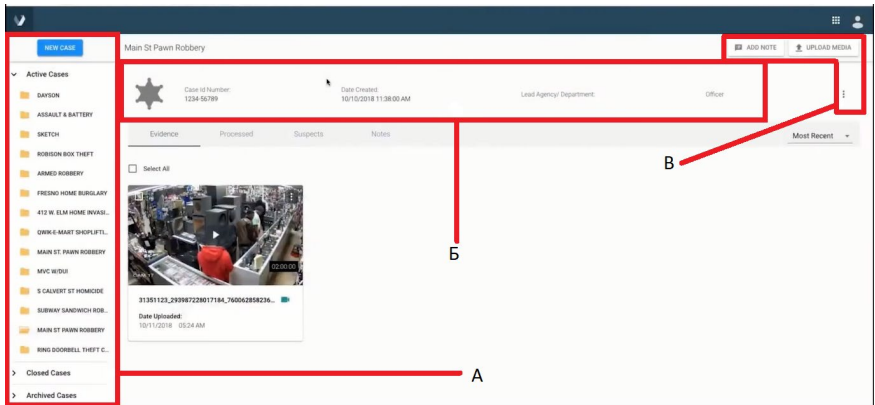 NEW CASE
Main St Pawn Robbery
ADD NOTE
UPLOAD MEDIA
Active Cases
DAYSON
ASSAULT & BATTERY
SKETCH
ROBISON BOX THEFT
ARMED ROBBERY
FRESNO HOME BURGLARY
412 W. ELM HOME INVASI...
QWIK-E-MART SHOPLIFTI...
MAIN ST. PAWN ROBBERY
MVC W/DUI
S CALVERT ST HOMICIDE
SUBWAY SANDWICH ROB...
MAIN ST PAWN ROBBERY
RING DOORBELL THEFT C...
Closed Cases
Archived Cases
Case Id Number:
1234-56789
Date Created:
10/10/2018 11:38:00 AM
Lead Agency/ Department:
Officer
Evidence
Processed
Suspects
Notes
Most Recent
Select All
02:00:00
31351123_293987228017184_760062858236...
Date Uploaded:
10/11/2018 05:24 AM
А
Б
В